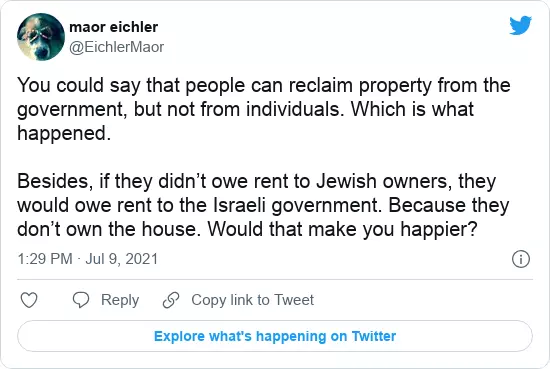 maor eichler
@EichlerMaor
You could say that people can reclaim property from the
government, but not from individuals. Which is what
happened.
Besides, if they didn’t owe rent to Jewish owners, they
would owe rent to the Israeli government. Because they
don’t own the house. Would that make you happier?
1:29 PM · Jul 9, 2021
Reply Copy link to Tweet
Explore what's happening on Twitter